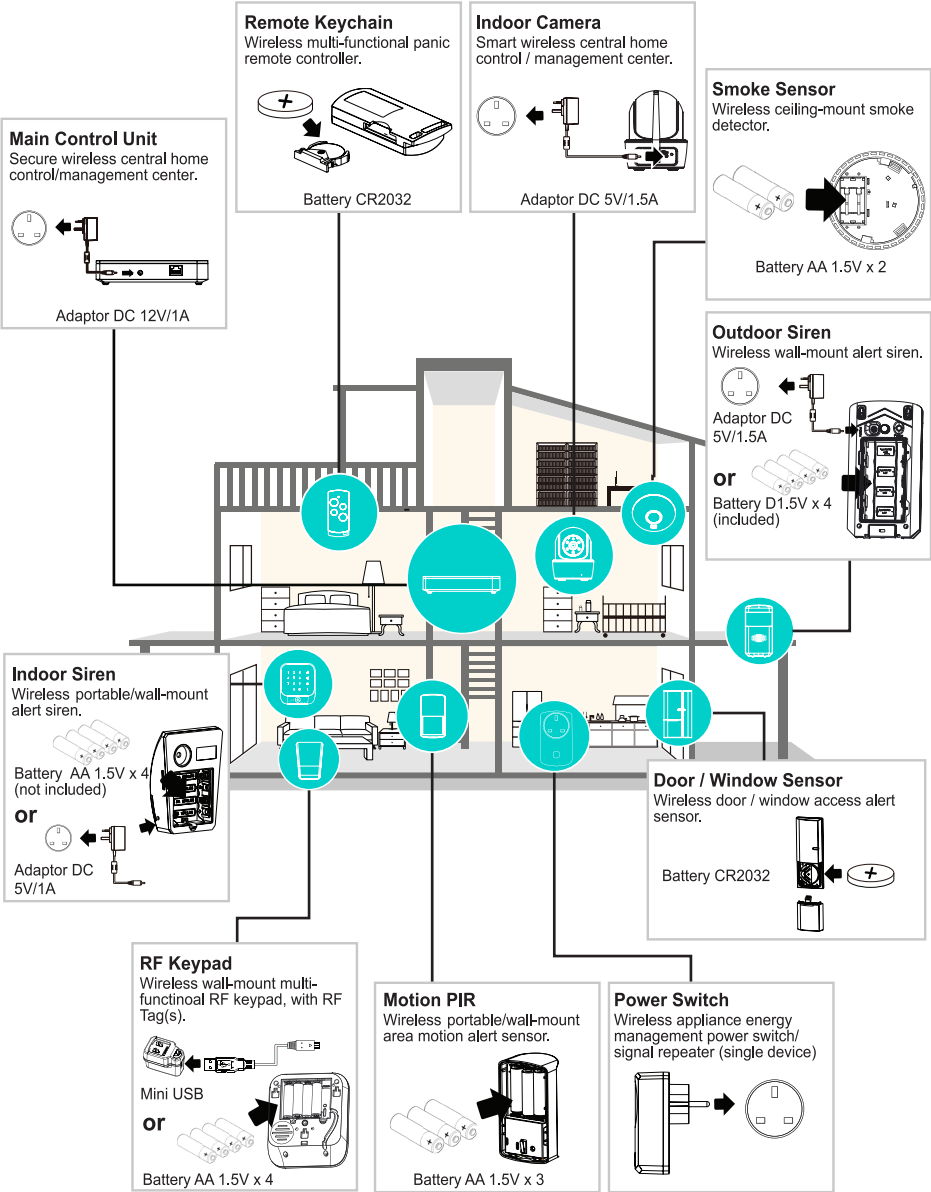 Remote Keychain
Wireless multi-functional panic
remote controller.
Battery CR2032
Indoor Camera
Smart wireless central home
control / management center.
Adaptor DC 5V/1.5A
Smoke Sensor
Wireless ceiling-mount smoke
detector.
Battery AA 1.5V x 2
Main Control Unit
Secure wireless central home
control/management center.
Adaptor DC 12V/1A
Outdoor Siren
Wireless wall-mount alert siren.
Adaptor DC
5V/1.5A
or
Battery D1.5V x 4
(included)
Indoor Siren
Wireless portable/wall-mount
alert siren.
Battery AA 1.5V x 4
(not included)
or
Adaptor DC
5V/1A
Door / Window Sensor
Wireless door / window access alert
sensor.
Battery CR2032
RF Keypad
Wireless wall-mount multi-
functinoal RF keypad, with RF
Tag(s).
Mini USB
or
Battery AA 1.5V x 4
Motion PIR
Wireless portable/wall-mount
area motion alert sensor.
Battery AA 1.5V x 3
Power Switch
Wireless appliance energy
management power switch/
signal repeater (single device)